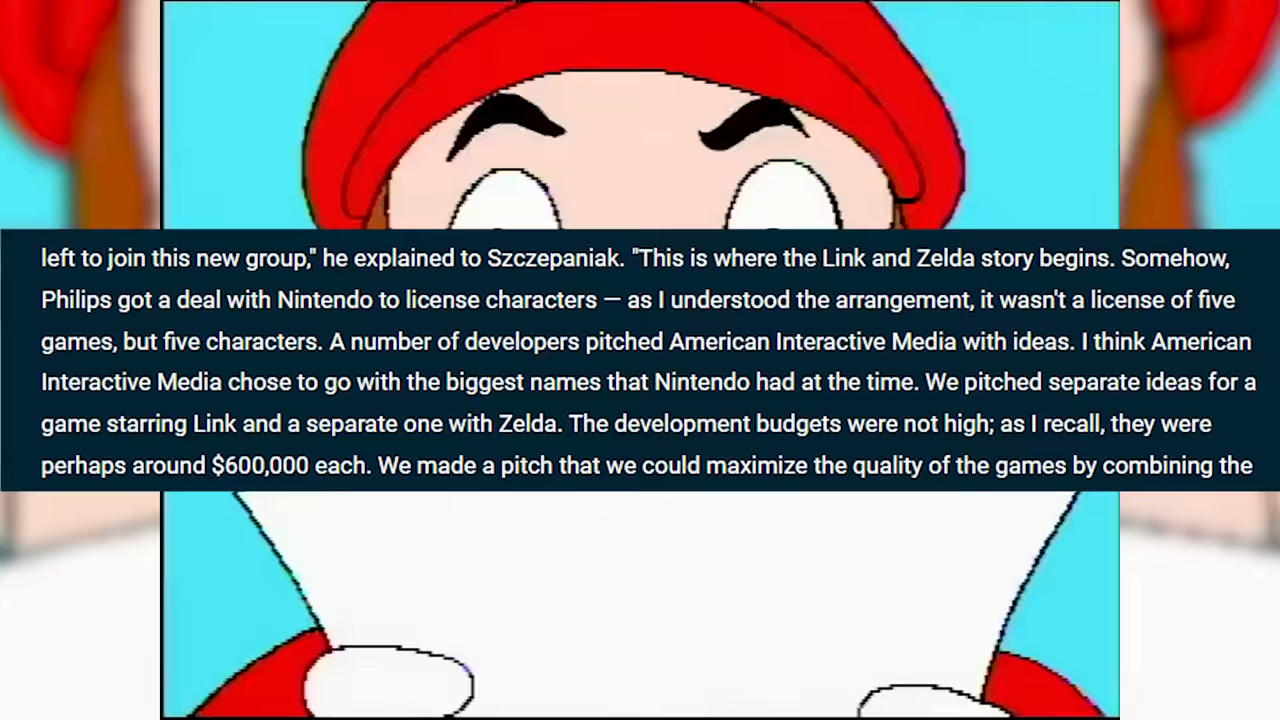 left to join this new group," he explained to Szczepaniak. "This is where the Link and Zelda story begins. Somehow,
Philips got a deal with Nintendo to license characters — as I understood the arrangement, it wasn't a license of five
games, but five characters. A number of developers pitched American Interactive Media with ideas. I think American
Interactive Media chose to go with the biggest names that Nintendo had at the time. We pitched separate ideas for a
game starring Link and a separate one with Zelda. The development budgets were not high; as I recall, they were
perhaps around $600,000 each. We made a pitch that we could maximize the quality of the games by combining the